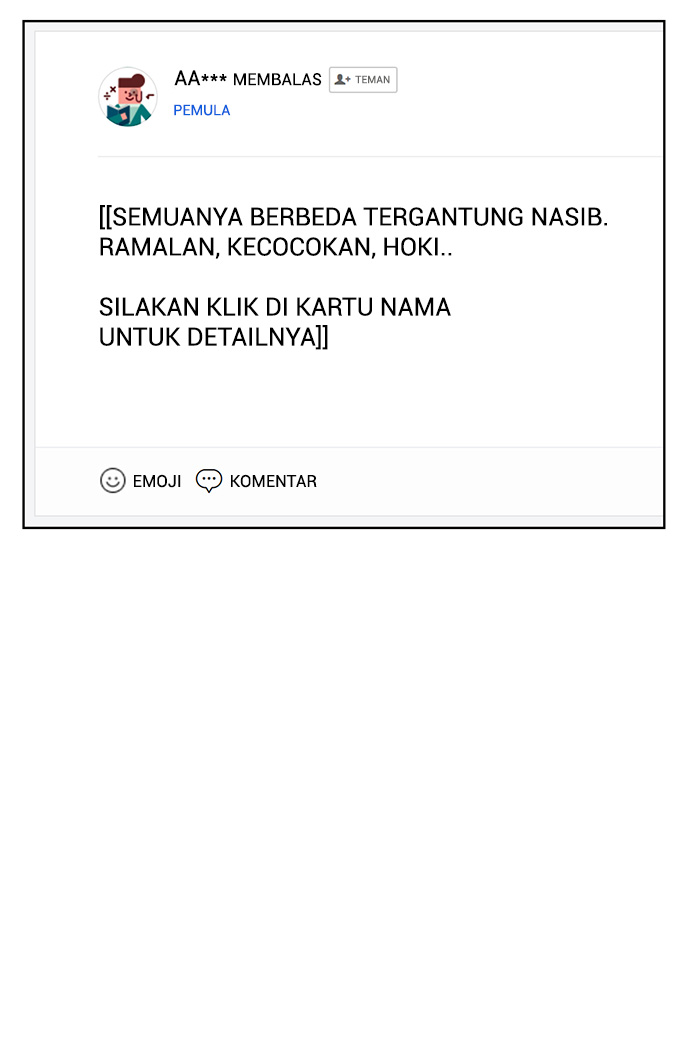 AA*** MEMBALAS TEMAN
PEMULA
[[SEMUANYA BERBEDA TERGANTUNG NASIB.
RAMALAN, KECOCOKAN, HOKI..
SILAKAN KLIK DI KARTU NAMA
UNTUK DETAILNYA]]
EMOJI KOMENTAR